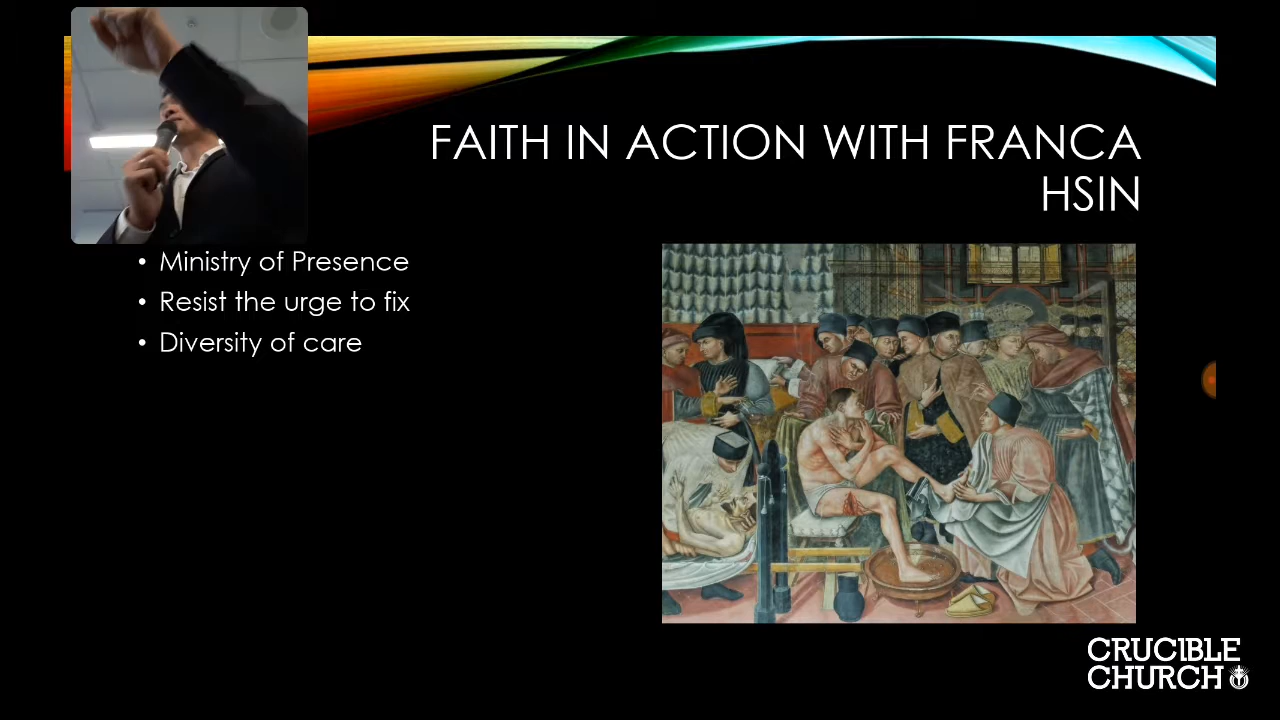 FAITH IN ACTION WITH FRANCA
HSIN
• Ministry of Presence
• Resist the urge to fix
• Diversity of care
CRUCIBLE
CHURCH